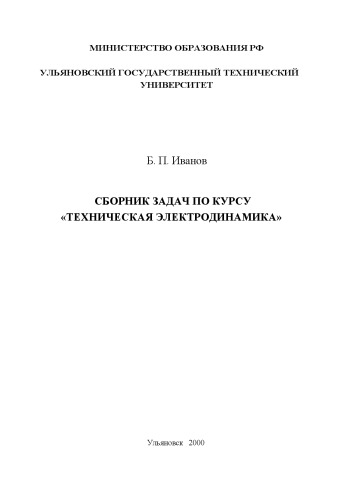 МИНИСТЕРСТВО ОБРАЗОВАНИЯ РФ
УЛЬЯНОВСКИЙ ГОСУДАРСТВЕННЫЙ ТЕХНИЧЕСКИЙ
УНИВЕРСИТЕТ
Б. П. Иванов
СБОРНИК ЗАДАЧ ПО КУРСУ
«ТЕХНИЧЕСКАЯ ЭЛЕКТРОДИНАМИКА»
Ульяновск 2000